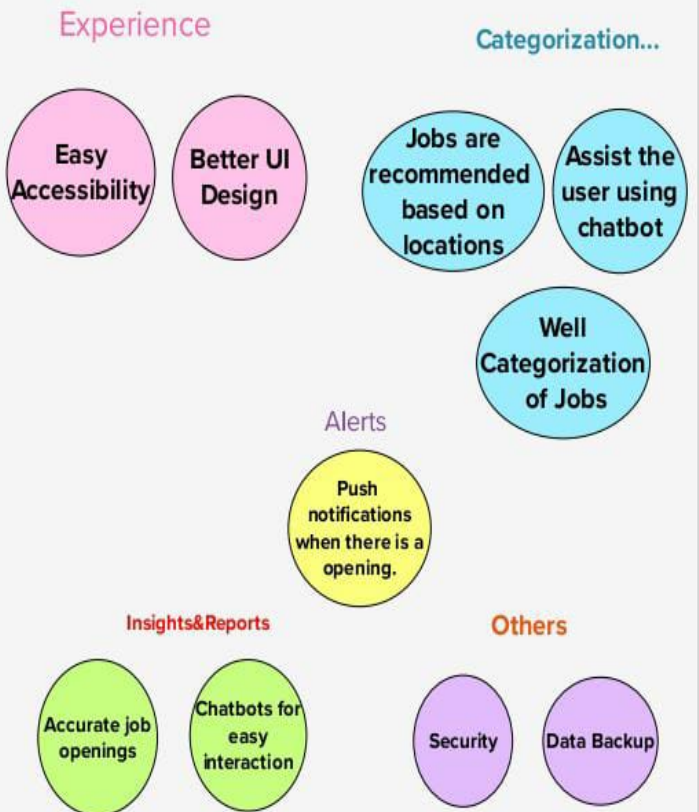 Experience
Categorization...
Easy
Accessibility
Better UI
Design
Jobs are
recommended
based on
locations
Assist the
user using
chatbot
Well
Categorization
of Jobs
Alerts
Push
notifications
when there is a
opening.
Insights&Reports
Others
Accurate job
openings
Chatbots for
easy
interaction
Security
Data Backup